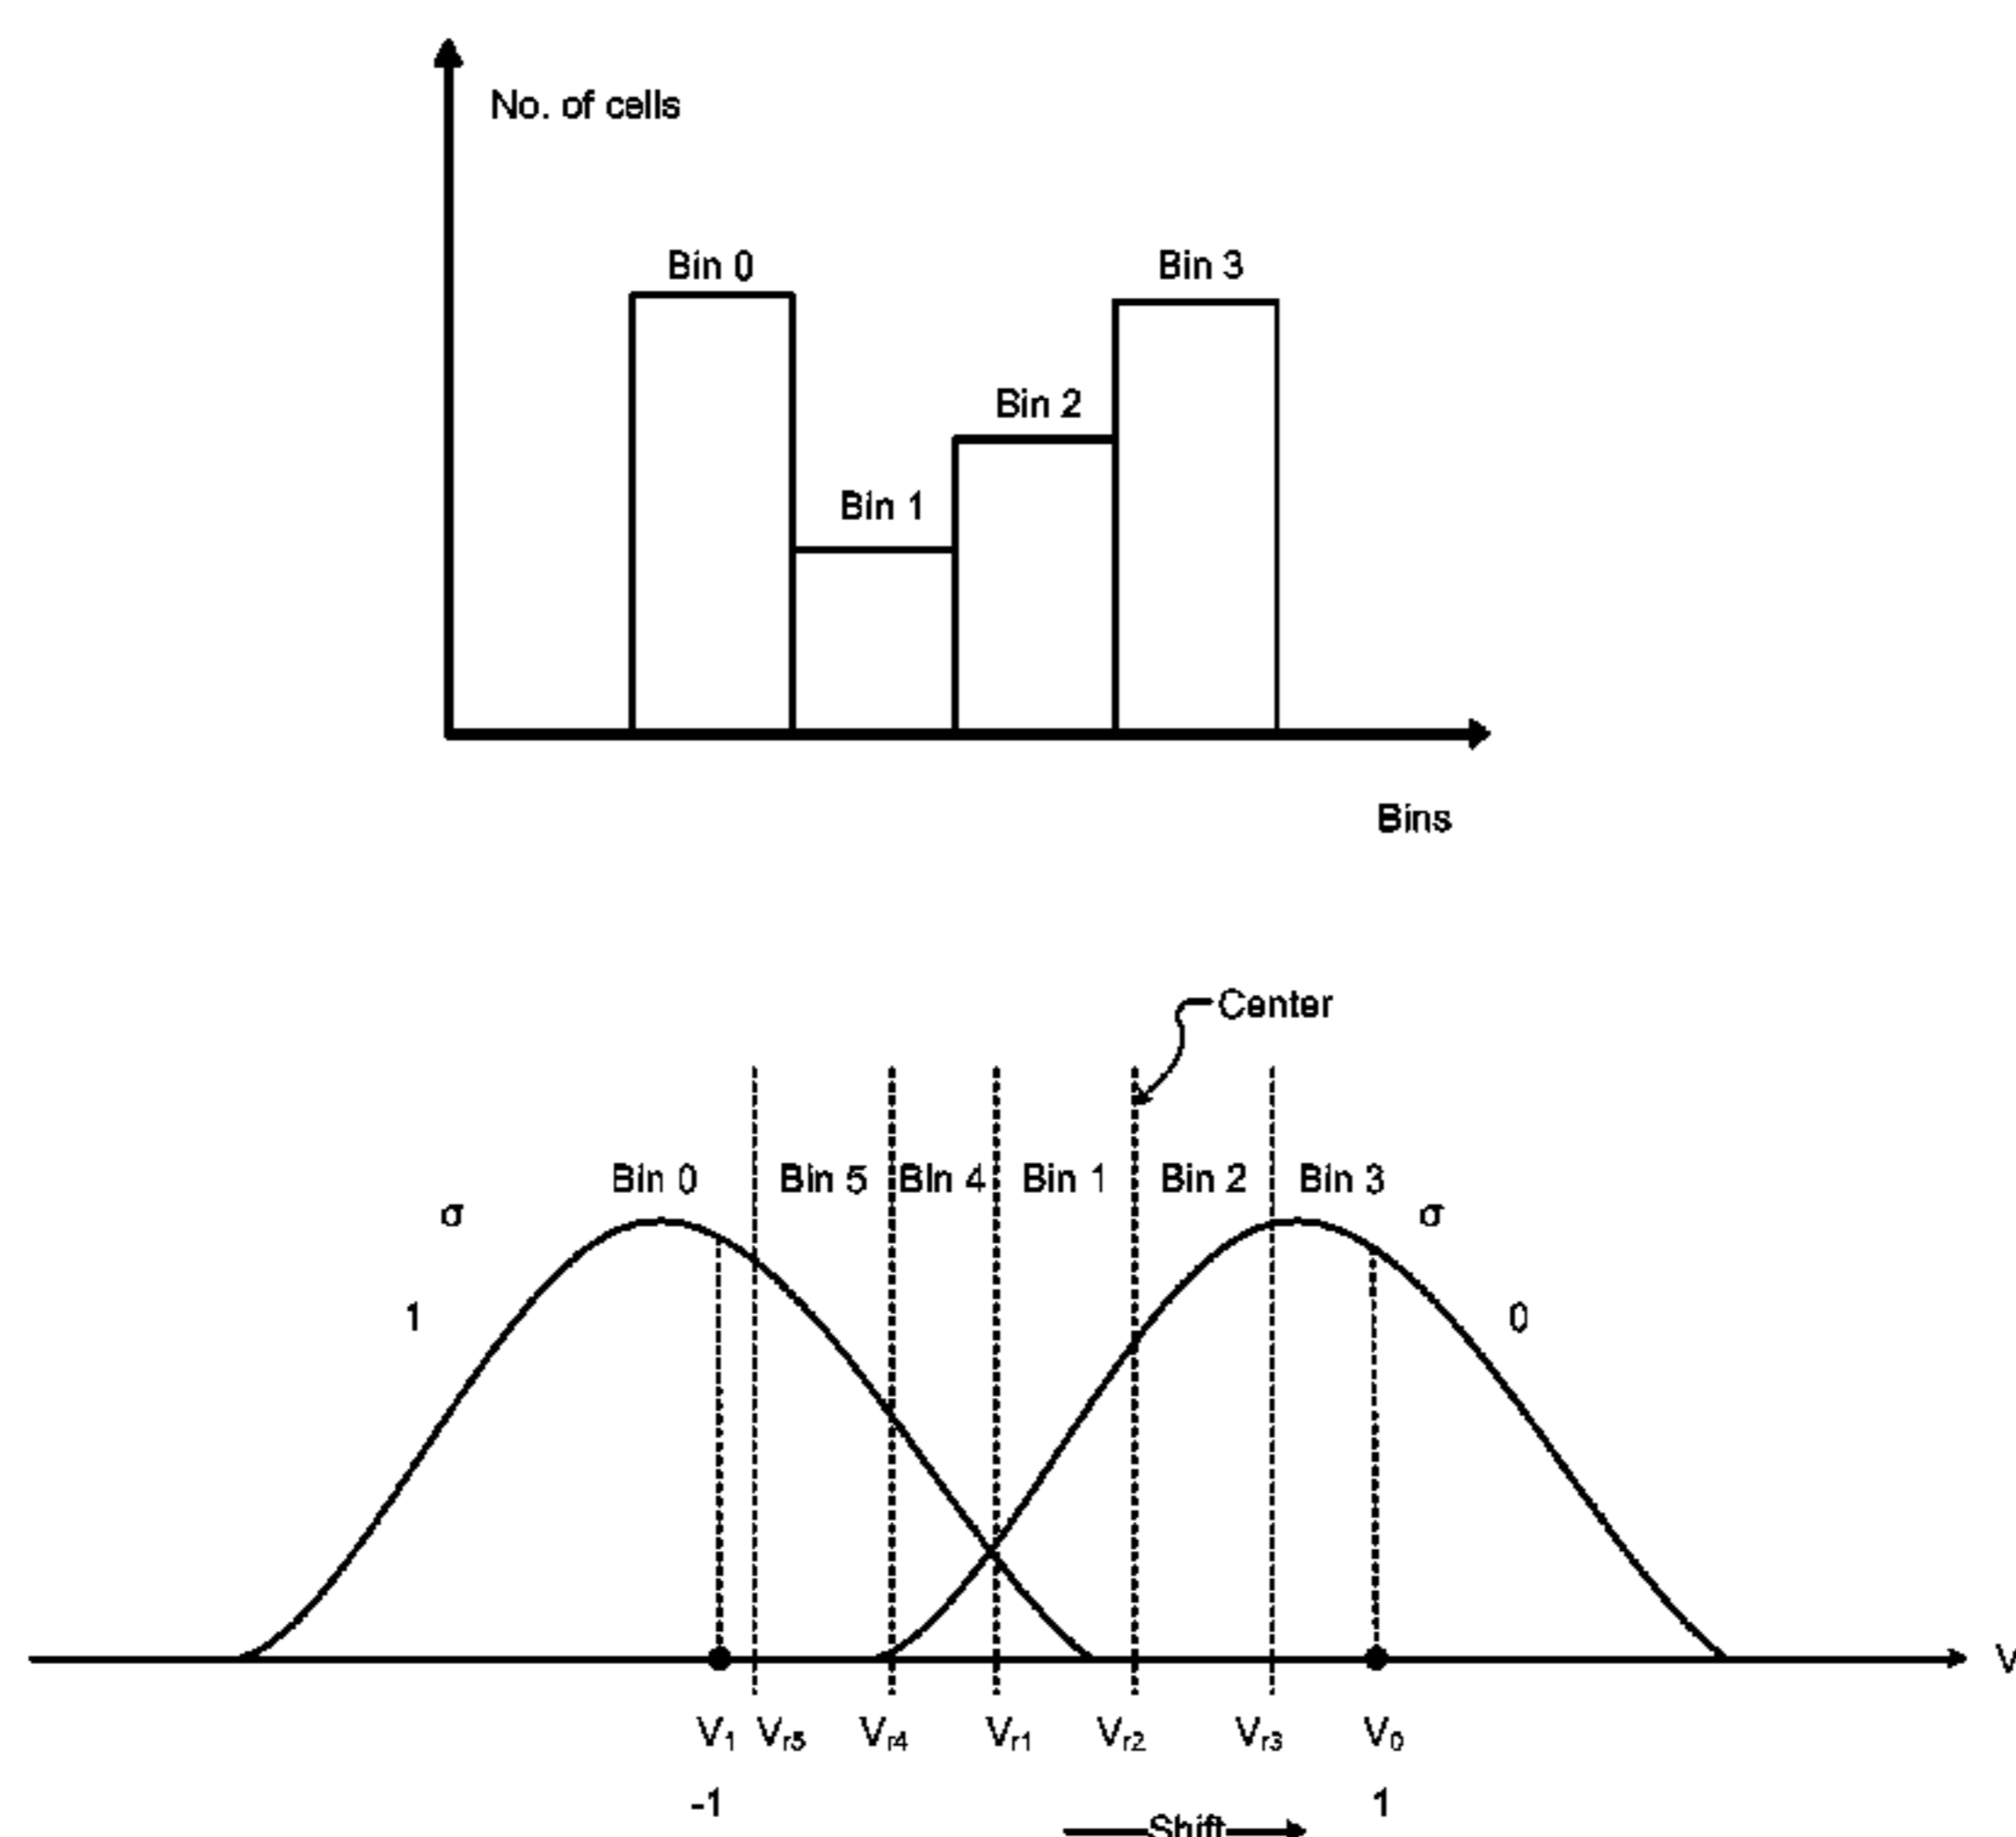 No. of cells
Bin 0
Bin 3
Bin 2
Bin 1
Bins
Center
Bin 0 Bin 5 Bin 4 Bin 1 Bin 2 Bin 3
σ σ
1 0
V
V1 Vr5 Vr4 Vr1 Vr2 Vr3 V0
-1 1
Shift